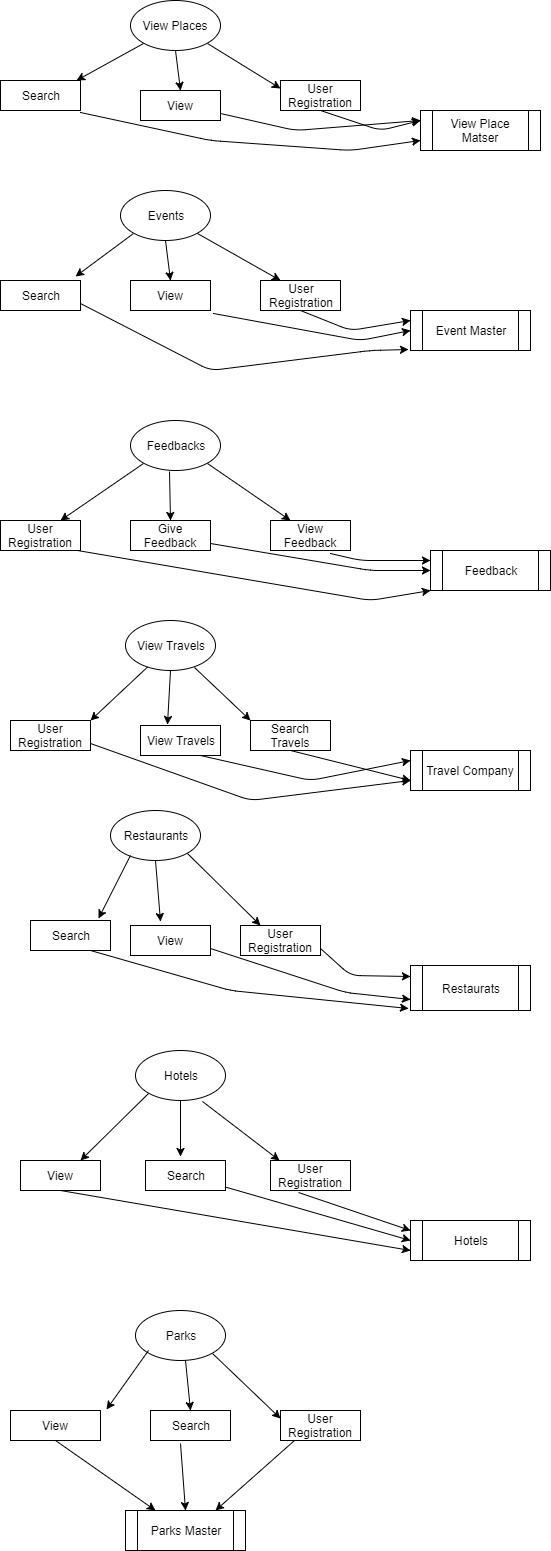 View Places
Search
View
User
Registration
View Place
Matser
Events
Search
View
User
Registration
Event Master
Feedbacks
User
Registration
Give
Feedback
View
Feedback
Feedback
View Travels
User
Registration
View Travels
Search
Travels
Travel Company
Restaurants
Search
View
User
Registration
Restaurats
Hotels
View
Search
User
Registration
Hotels
Parks
View
Search
User
Registration
Parks Master